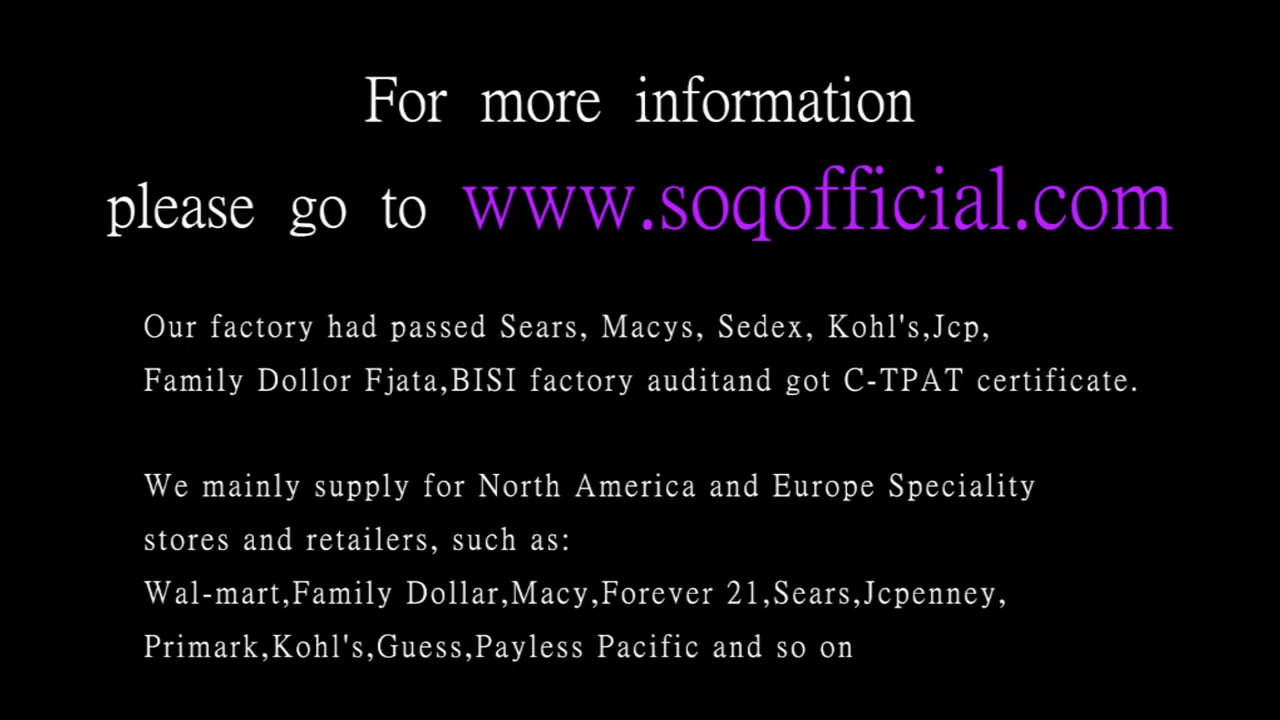 For more information
please go to www.soqofficial.com
Our factory had passed Sears, Macys, Sedex, Kohl's,Jcp,
Family Dollor Fjata,BISI factory auditand got C-TPAT certificate.
We mainly supply for North America and Europe Speciality
stores and retailers, such as:
Wal-mart,Family Dollar,Macy,Forever 21,Sears,Jcpenney,
Primark,Kohl's,Guess,Payless Pacific and so on